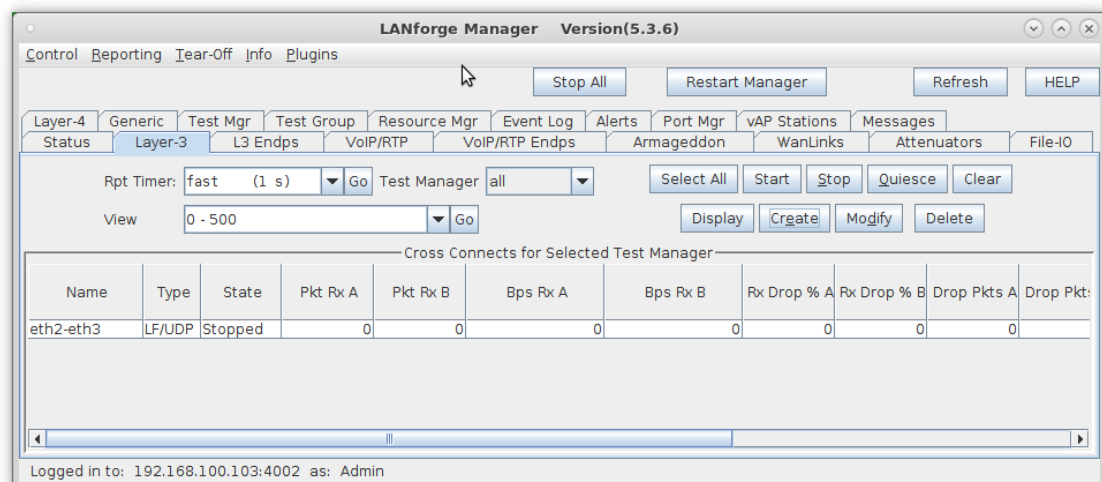 LANforge Manager Version(5.3.6)
Control Reporting Tear-Off Info Plugins
Stop All Restart Manager Refresh HELP
Layer-4 Generic Test Mgr Test Group Resource Mgr Event Log Alerts Port Mgr vAP Stations Messages
Status Layer-3 L3 Endps VoIP/RTP VoIP/RTP Endps Armageddon WanLinks Attenuators File-IO
Rpt Timer: fast (1 s) Go Test Manager all Select All Start Stop Quiesce Clear
View 0 - 500 Go Display Create Modify Delete
Cross Connects for Selected Test Manager
Name Type State Pkt Rx A Pkt Rx B Bps Rx A Bps Rx B Rx Drop % A Rx Drop % B Drop Pkts A Drop Pkts
eth2-eth3 LF/UDP Stopped 0 0 0 0 0 0 0
Logged in to: 192.168.100.103:4002 as: Admin